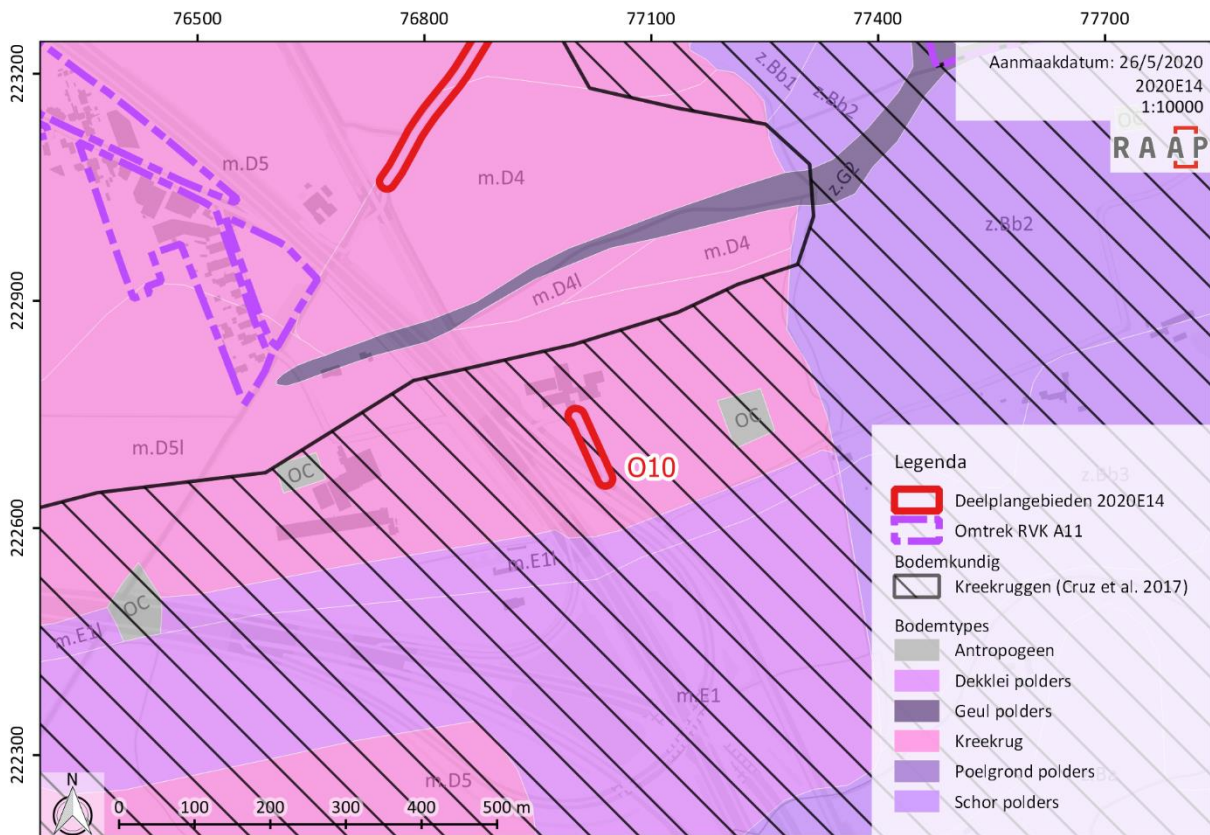 76500 76800 77100 77400 77700
223200
222900
222600
222300
Aanmaakdatum: 26/5/2020
2020E14
1:10000
RAAP
z.Bb1
z.Bb2
OC
m.D5
m.D4
z.G2
z.Bb2
m.D4
m.D4l
m.D5l
OC
OC
O10
z.Bb3
m.E1l
OC
m.E1l
m.E1
m.D5
Legenda
Deelplangebieden 2020E14
Omtrek RVK A11
Bodemkundig
Kreekruggen (Cruz et al. 2017)
Bodemtypes
Antropogeen
Dekklei polders
Geul polders
Kreekrug
Poelgrond polders
Schor polders
N
0 100 200 300 400 500 m